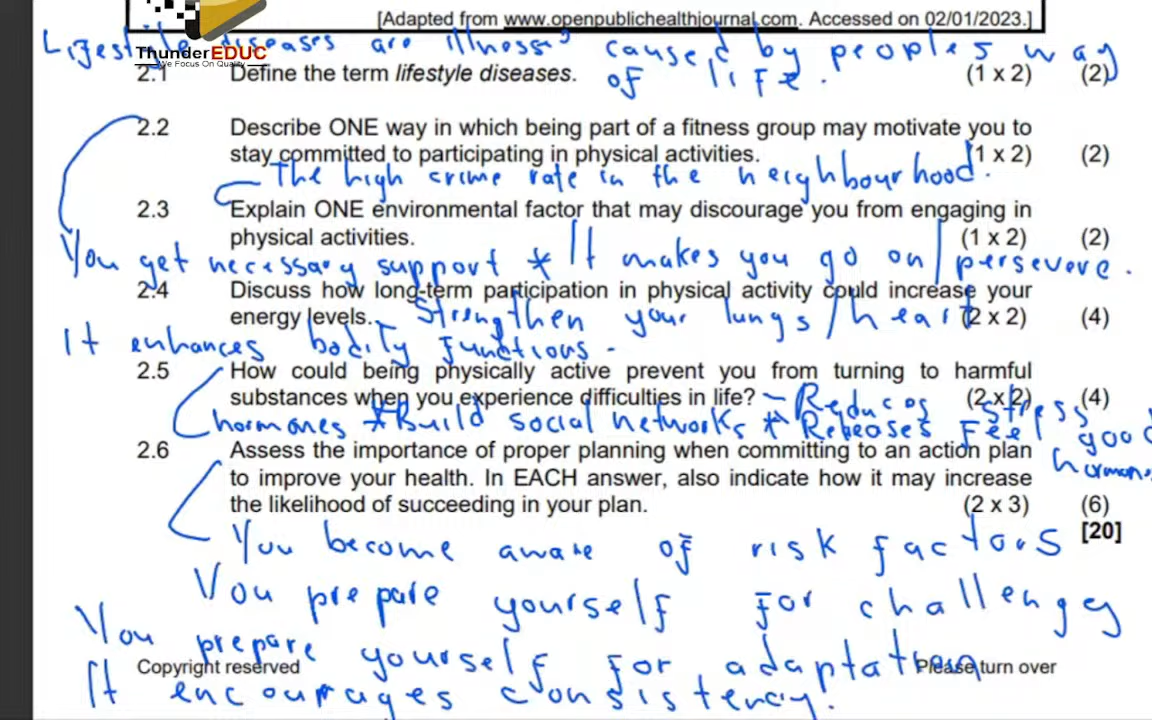 [Adapted from www.openpublichealthjournal.com. Accessed on 02/01/2023.]
Lifestyle diseases are illness caused by peoples way
ThunderEDUC
We Focus On Quality
2.1 Define the term lifestyle diseases. of life. (1 x 2) (2)
2.2 Describe ONE way in which being part of a fitness group may motivate you to
stay committed to participating in physical activities. (1 x 2) (2)
The high crime rate in the neighbourhood.
2.3 Explain ONE environmental factor that may discourage you from engaging in
physical activities. (1 x 2) (2)
You get necessary support * It makes you go on / persevere.
2.4 Discuss how long-term participation in physical activity could increase your
energy levels. - Strengthen your lungs / heart (2 x 2) (4)
It enhances bodily functions.
2.5 How could being physically active prevent you from turning to harmful
substances when you experience difficulties in life? - Reduces stress (2 x 2) (4)
hormones * Build social networks * Releases feel good
hormon
2.6 Assess the importance of proper planning when committing to an action plan
to improve your health. In EACH answer, also indicate how it may increase
the likelihood of succeeding in your plan. (2 x 3) (6)
[20]
You become aware of risk factors
You prepare yourself for challenges
You prepare yourself for adaptation
Copyright reserved Please turn over
It encourages consistency.